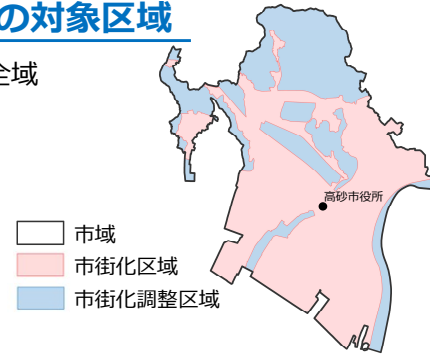 の対象区域
全域
高砂市役所
市域
市街化区域
市街化調整区域